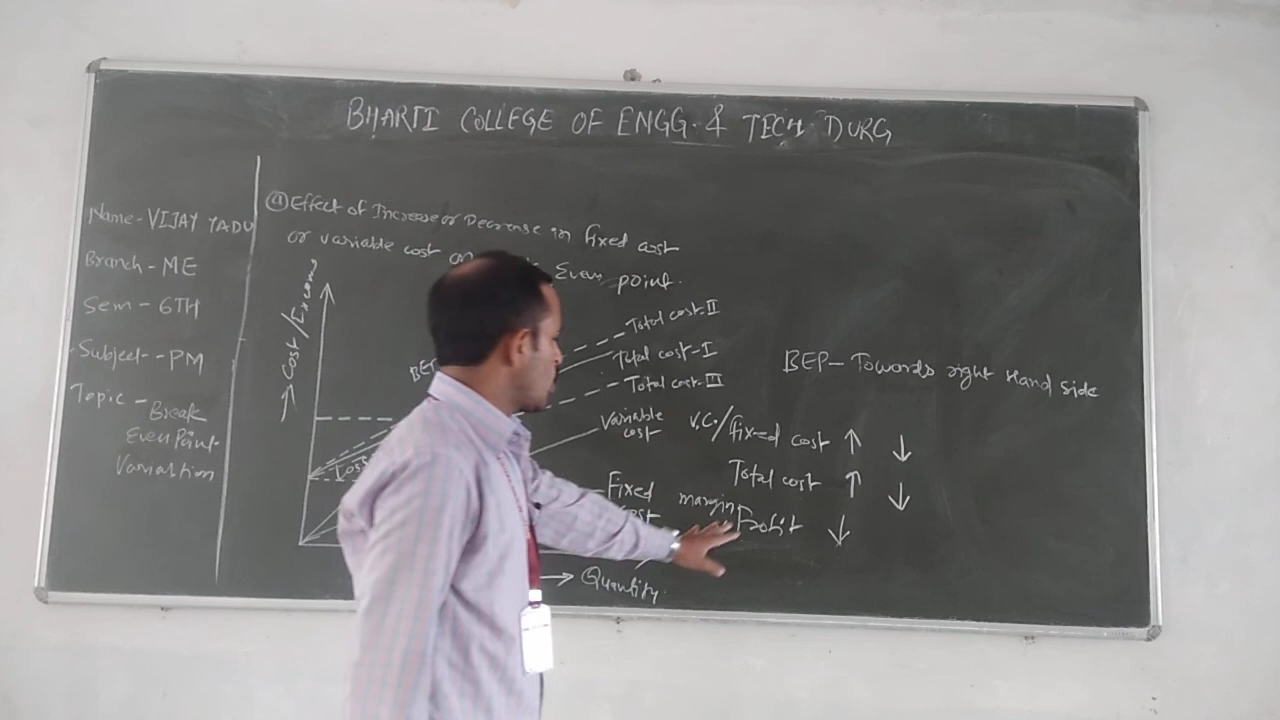 BHARTI COLLEGE OF ENGG. & TECH. DURG
Name - VIJAY YADU
Branch - ME
Sem - 6TH
Subject - PM
Topic - Break
Even Point
Variation
④ Effect of Increase or Decrease in fixed cost
or variable cost on Even point.
→ Cost/Income
BEP
Loss
Total cost-II
Total cost-I
Total cost-III
Variable
cost
Fixed
cost
→ Quantity
BEP - Towards right Hand side
V.C./fixed cost ↑ ↓
Total cost ↑ ↓
margin
Profit ↓